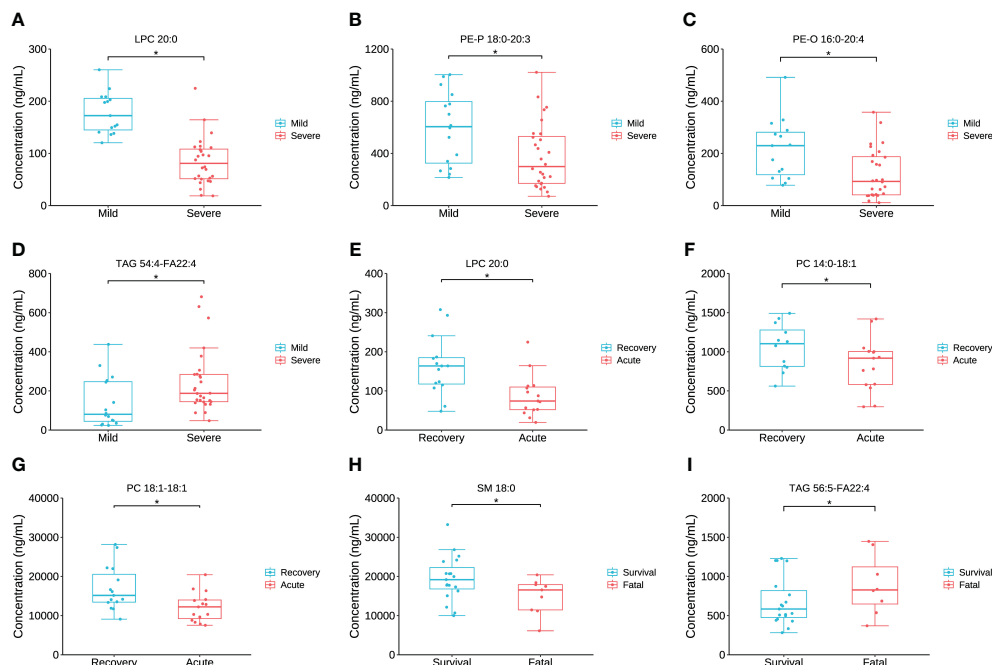 A
LPC 20:0
Concentration (ng/mL)
300
200
100
0
*
Mild
Severe
Mild
Severe
B
PE-P 18:0-20:3
Concentration (ng/mL)
1200
800
400
0
*
Mild
Severe
Mild
Severe
C
PE-O 16:0-20:4
Concentration (ng/mL)
600
400
200
0
*
Mild
Severe
Mild
Severe
D
TAG 54:4-FA22:4
Concentration (ng/mL)
800
600
400
200
0
*
Mild
Severe
Mild
Severe
E
LPC 20:0
Concentration (ng/mL)
400
300
200
100
0
*
Recovery
Acute
Recovery
Acute
F
PC 14:0-18:1
Concentration (ng/mL)
2000
1500
1000
500
0
*
Recovery
Acute
Recovery
Acute
G
PC 18:1-18:1
Concentration (ng/mL)
40000
30000
20000
10000
0
*
Recovery
Acute
Recovery
Acute
H
SM 18:0
Concentration (ng/mL)
40000
30000
20000
10000
0
*
Survival
Fatal
Survival
Fatal
I
TAG 56:5-FA22:4
Concentration (ng/mL)
2000
1500
1000
500
0
*
Survival
Fatal
Survival
Fatal